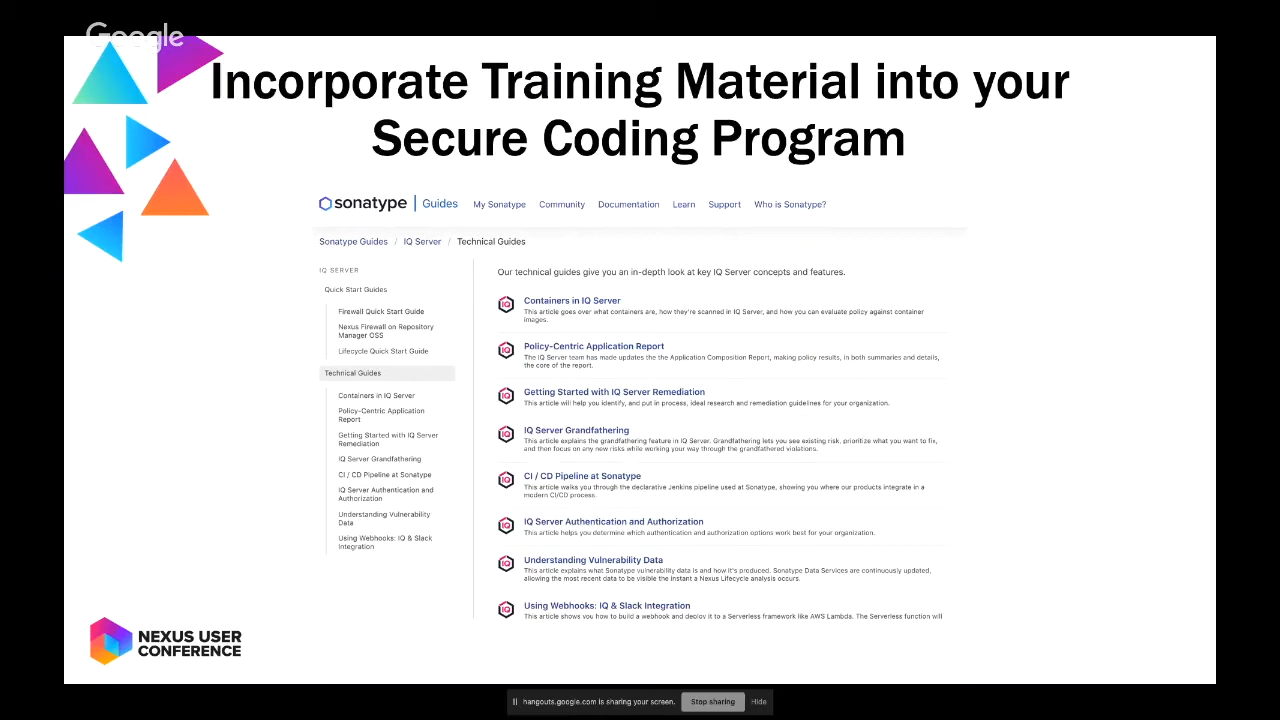 Google
Incorporate Training Material into your
Secure Coding Program
sonatype | Guides My Sonatype Community Documentation Learn Support Who is Sonatype?
Sonatype Guides / IQ Server / Technical Guides
IQ SERVER
Quick Start Guides
Firewall Quick Start Guide
Nexus Firewall on Repository
Manager OSS
Lifecycle Quick Start Guide
Technical Guides
Containers in IQ Server
Policy-Centric Application
Report
Getting Started with IQ Server
Remediation
IQ Server Grandfathering
CI / CD Pipeline at Sonatype
IQ Server Authentication and
Authorization
Understanding Vulnerability
Data
Using Webhooks: IQ & Slack
Integration
Our technical guides give you an in-depth look at key IQ Server concepts and features.
IQ
Containers in IQ Server
This article goes over what containers are, how they're scanned in IQ Server, and how you can evaluate policy against container
images.
IQ
Policy-Centric Application Report
The IQ Server team has made updates the the Application Composition Report, making policy results, in both summaries and details,
the core of the report.
IQ
Getting Started with IQ Server Remediation
This article will help you identify, and put in process, ideal research and remediation guidelines for your organization.
IQ
IQ Server Grandfathering
This article explains the grandfathering feature in IQ Server. Grandfathering lets you see existing risk, prioritize what you want to fix,
and then focus on any new risks while working your way through the grandfathered violations.
IQ
CI / CD Pipeline at Sonatype
This article walks you through the declarative Jenkins pipeline used at Sonatype, showing you where our products integrate in a
modern CI/CD process.
IQ
IQ Server Authentication and Authorization
This article helps you determine which authentication and authorization options work best for your organization.
IQ
Understanding Vulnerability Data
This article explains what Sonatype vulnerability data is and how it's produced. Sonatype Data Services are continuously updated,
allowing the most recent data to be visible the instant a Nexus Lifecycle analysis occurs.
IQ
Using Webhooks: IQ & Slack Integration
This article shows you how to build a webhook and deploy it to a Serverless framework like AWS Lambda. The Serverless function will
NEXUS USER
CONFERENCE
hangouts.google.com is sharing your screen. Stop sharing Hide